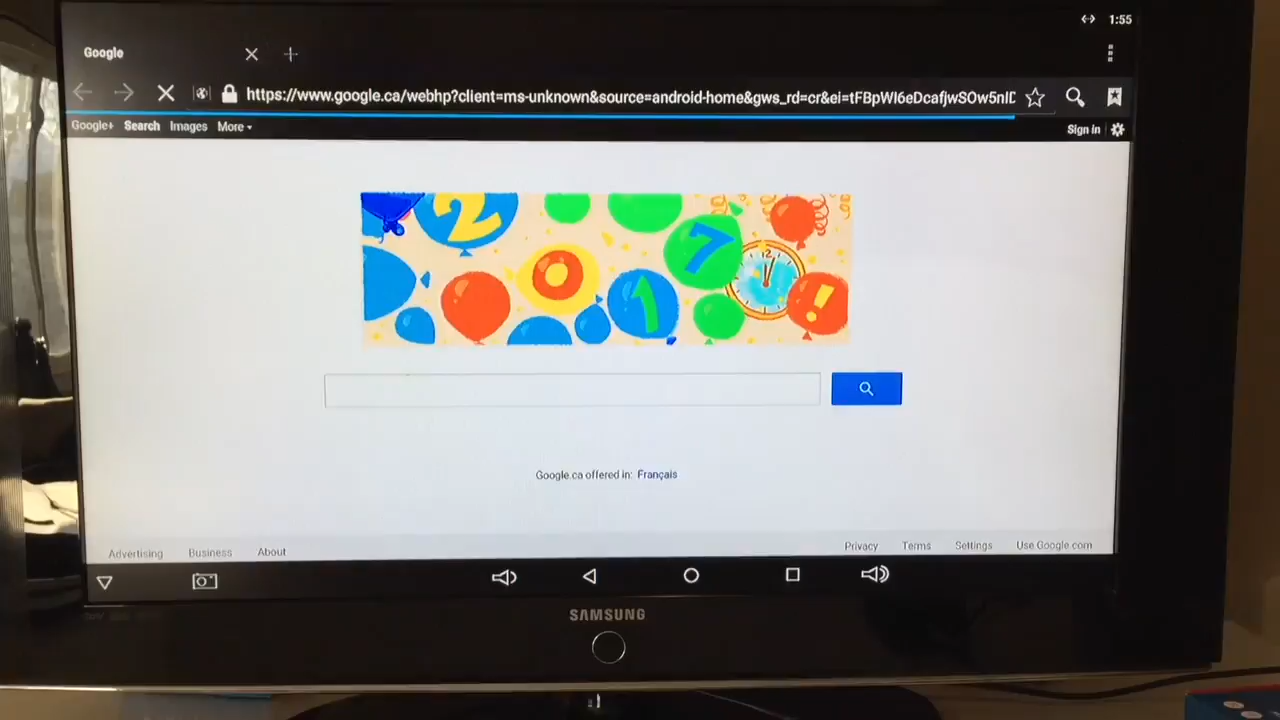 1:55
Google
https://www.google.ca/webhp?client=ms-unknown&source=android-home&gws_rd=cr&ei=tFBpWI6eDcafjwSOw5nIC
Google+ Search Images More
Sign in
2 0 1 7 !
12
Google.ca offered in: Français
Advertising Business About
Privacy Terms Settings Use Google.com
SAMSUNG